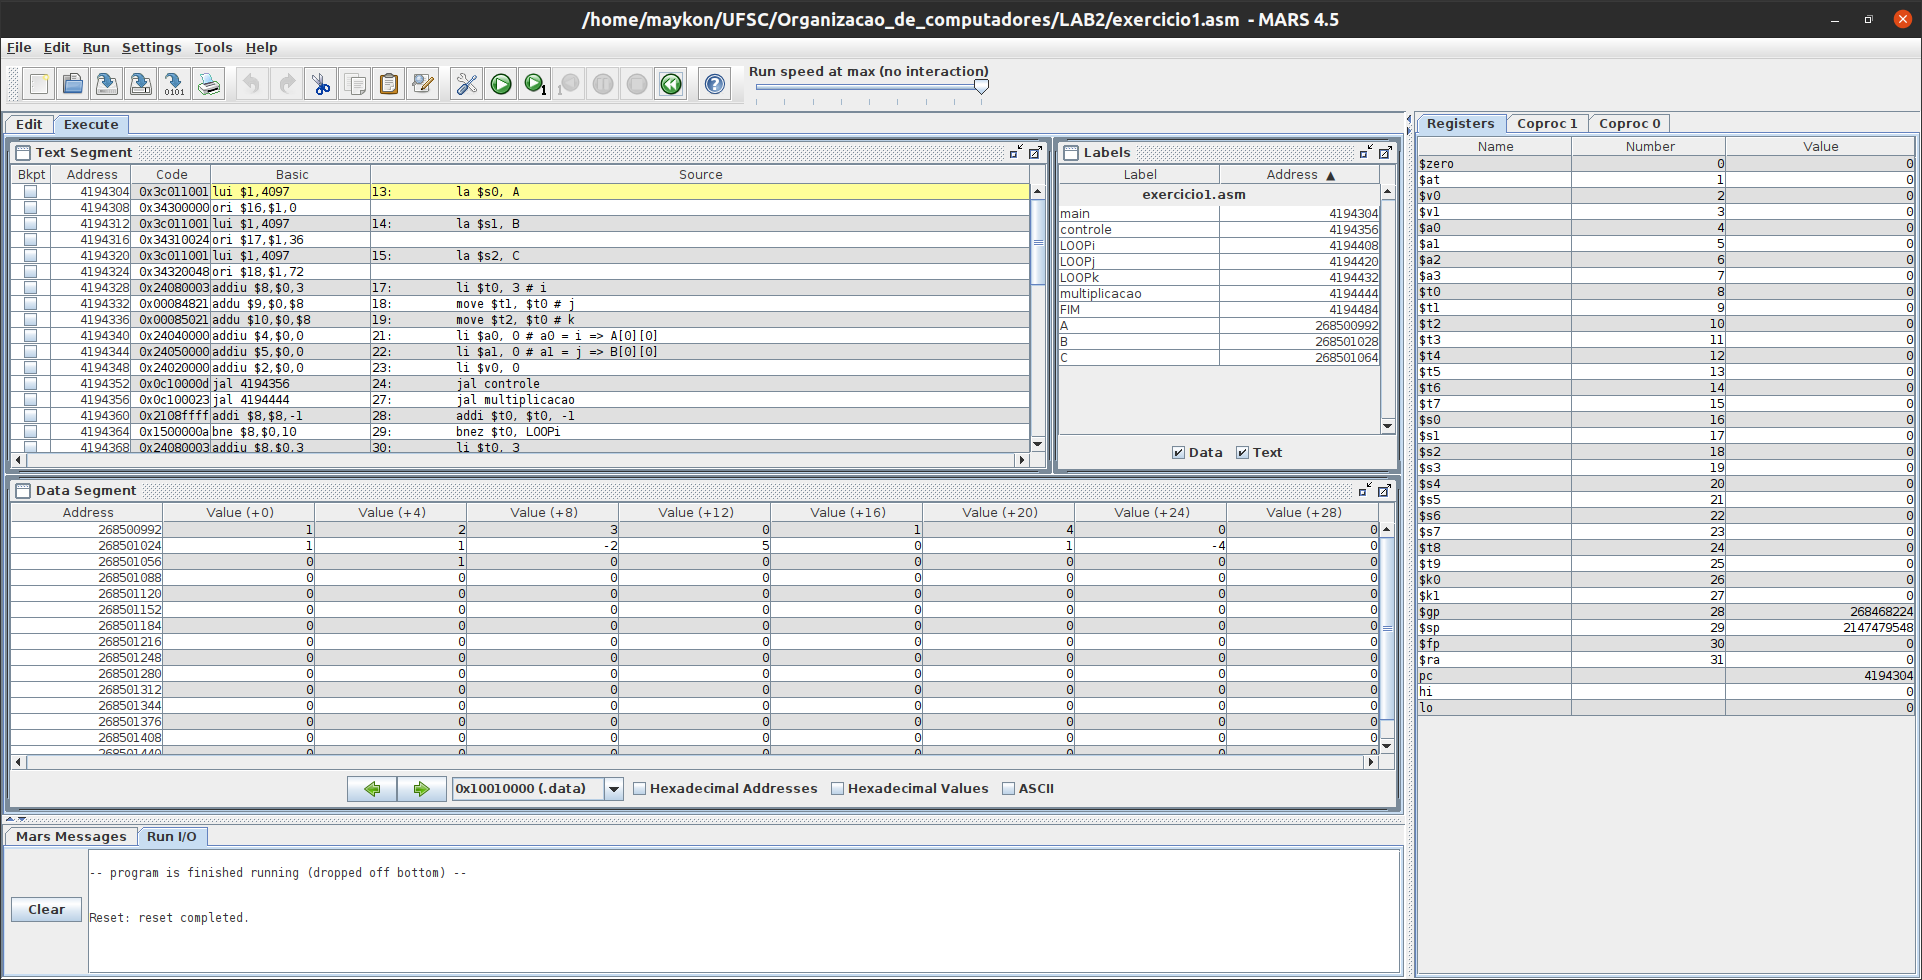 /home/maykon/UFSC/Organizacao_de_computadores/LAB2/exercicio1.asm - MARS 4.5
File Edit Run Settings Tools Help
Run speed at max (no interaction)
Edit Execute
Text Segment
Bkpt Address Code Basic Source
4194304 0x3c011001 lui $1,4097 13: la $s0, A
4194308 0x34300000 ori $16,$1,0
4194312 0x3c011001 lui $1,4097 14: la $s1, B
4194316 0x34310024 ori $17,$1,36
4194320 0x3c011001 lui $1,4097 15: la $s2, C
4194324 0x34320048 ori $18,$1,72
4194328 0x24080003 addiu $8,$0,3 17: li $t0, 3 # i
4194332 0x00084821 addu $9,$0,$8 18: move $t1, $t0 # j
4194336 0x00085021 addu $10,$0,$8 19: move $t2, $t0 # k
4194340 0x24040000 addiu $4,$0,0 21: li $a0, 0 # a0 = i => A[0][0]
4194344 0x24050000 addiu $5,$0,0 22: li $a1, 0 # a1 = j => B[0][0]
4194348 0x24020000 addiu $2,$0,0 23: li $v0, 0
4194352 0x0c10000d jal 4194356 24: jal controle
4194356 0x0c100023 jal 4194444 27: jal multiplicacao
4194360 0x2108ffff addi $8,$8,-1 28: addi $t0, $t0, -1
4194364 0x1500000a bne $8,$0,10 29: bnez $t0, LOOPi
4194368 0x24080003 addiu $8,$0,3 30: li $t0, 3
Labels
Label Address ▲
exercicio1.asm
main 4194304
controle 4194356
LOOPi 4194408
LOOPj 4194420
LOOPk 4194432
multiplicacao 4194444
FIM 4194484
A 268500992
B 268501028
C 268501064
Data Text
Data Segment
Address Value (+0) Value (+4) Value (+8) Value (+12) Value (+16) Value (+20) Value (+24) Value (+28)
268500992 1 2 3 0 1 4 0 0
268501024 1 1 -2 5 0 1 -4 0
268501056 0 1 0 0 0 0 0 0
268501088 0 0 0 0 0 0 0 0
268501120 0 0 0 0 0 0 0 0
268501152 0 0 0 0 0 0 0 0
268501184 0 0 0 0 0 0 0 0
268501216 0 0 0 0 0 0 0 0
268501248 0 0 0 0 0 0 0 0
268501280 0 0 0 0 0 0 0 0
268501312 0 0 0 0 0 0 0 0
268501344 0 0 0 0 0 0 0 0
268501376 0 0 0 0 0 0 0 0
268501408 0 0 0 0 0 0 0 0
268501440 0 0 0 0 0 0 0 0
0x10010000 (.data) Hexadecimal Addresses Hexadecimal Values ASCII
Mars Messages Run I/O
-- program is finished running (dropped off bottom) --
Clear
Reset: reset completed.
Registers Coproc 1 Coproc 0
Name Number Value
$zero 0 0
$at 1 0
$v0 2 0
$v1 3 0
$a0 4 0
$a1 5 0
$a2 6 0
$a3 7 0
$t0 8 0
$t1 9 0
$t2 10 0
$t3 11 0
$t4 12 0
$t5 13 0
$t6 14 0
$t7 15 0
$s0 16 0
$s1 17 0
$s2 18 0
$s3 19 0
$s4 20 0
$s5 21 0
$s6 22 0
$s7 23 0
$t8 24 0
$t9 25 0
$k0 26 0
$k1 27 0
$gp 28 268468224
$sp 29 2147479548
$fp 30 0
$ra 31 0
pc 4194304
hi 0
lo 0